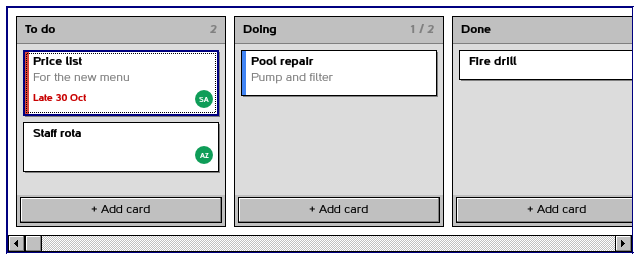 To do 2
Price list
For the new menu
Late 30 Oct SA
Staff rota
AZ
+ Add card
Doing 1 / 2
Pool repair
Pump and filter
+ Add card
Done
Fire drill
+ Add card